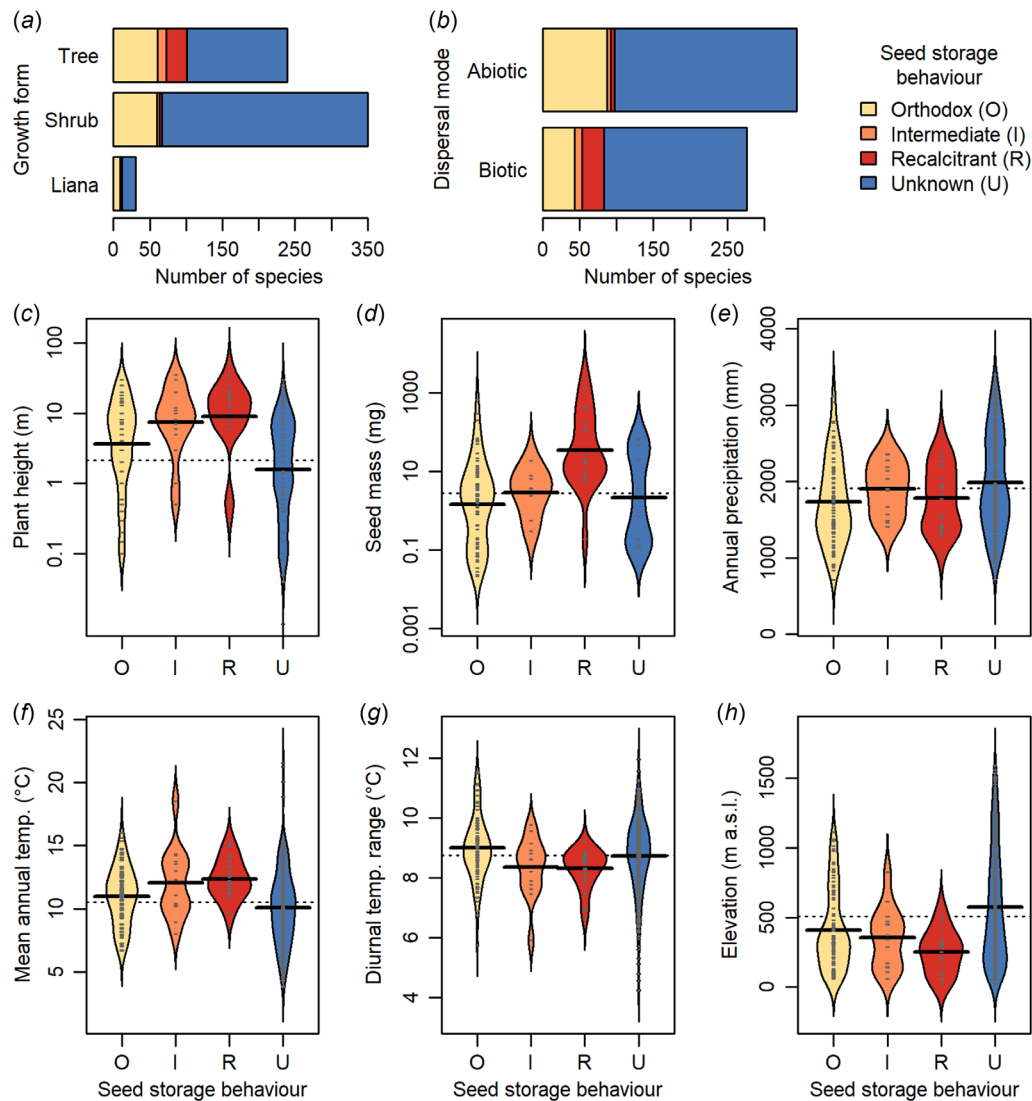 (a)
Growth form
Tree
Shrub
Liana
0 50 150 250 350
Number of species
(b)
Dispersal mode
Abiotic
Biotic
0 50 150 250
Number of species
Seed storage
behaviour
Orthodox (O)
Intermediate (I)
Recalcitrant (R)
Unknown (U)
(c)
Plant height (m)
100
10
1
0.1
O I R U
(d)
Seed mass (mg)
1000
10
0.1
0.001
O I R U
(e)
Annual precipitation (mm)
4000
3000
2000
1000
0
O I R U
(f)
Mean annual temp. (°C)
25
20
15
10
5
O I R U
Seed storage behaviour
(g)
Diurnal temp. range (°C)
12
10
8
6
4
O I R U
Seed storage behaviour
(h)
Elevation (m a.s.l.)
1500
1000
500
0
O I R U
Seed storage behaviour